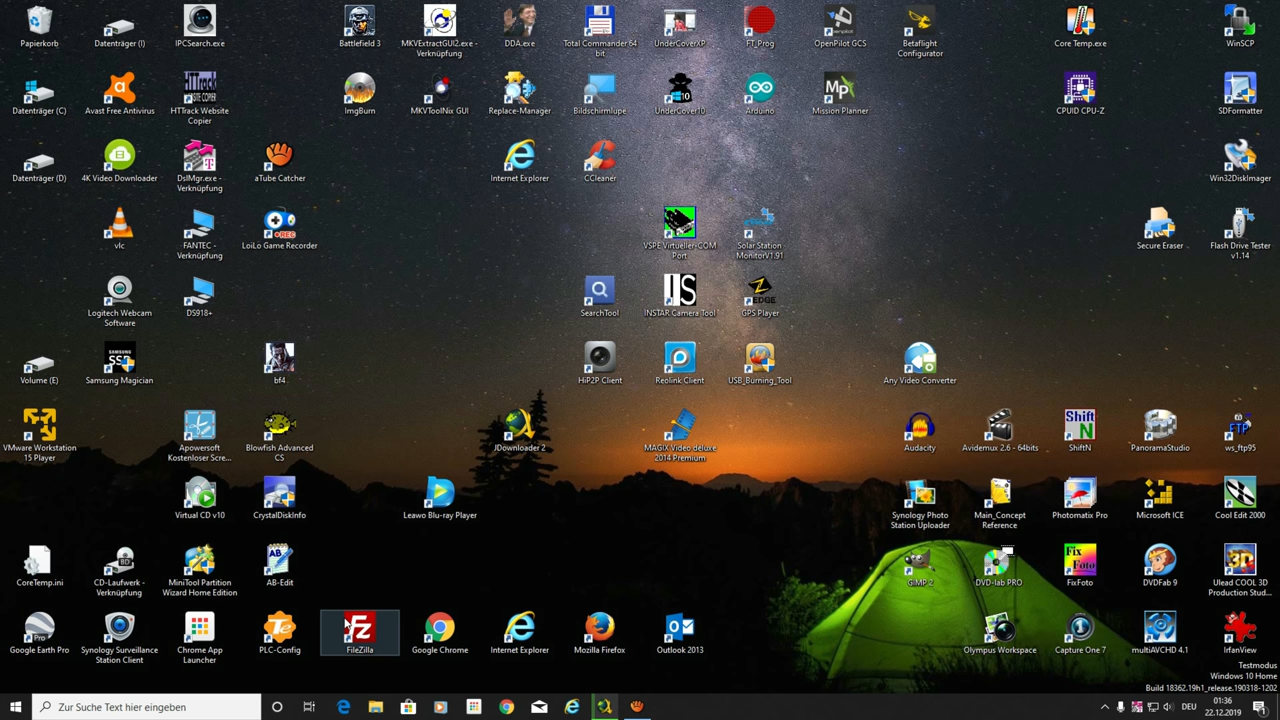 Papierkorb
Datenträger (I)
IPCSearch.exe
Battlefield 3
MKVExtractGUI2.exe -
Verknüpfung
DDA.exe
Total Commander 64
bit
UnderCoverXP
FT_Prog
OpenPilot GCS
Betaflight
Configurator
Core Temp.exe
WinSCP
Datenträger (C)
Avast Free Antivirus
HTTrack Website
Copier
ImgBurn
MKVToolNix GUI
Replace-Manager
Bildschirmlupe
UnderCover10
Arduino
Mission Planner
CPUID CPU-Z
SDFormatter
Datenträger (D)
4K Video Downloader
DslMgr.exe -
Verknüpfung
aTube Catcher
Internet Explorer
CCleaner
Win32DiskImager
vlc
FANTEC -
Verknüpfung
LoiLo Game Recorder
VSPE Virtueller-COM
Port
Solar Station
MonitorV1.91
Secure Eraser
Flash Drive Tester
v1.14
Logitech Webcam
Software
DS918+
SearchTool
INSTAR Camera Tool
GPS Player
Volume (E)
Samsung Magician
bf4
HiP2P Client
Reolink Client
USB_Burning_Tool
Any Video Converter
VMware Workstation
15 Player
Apowersoft
Kostenloser Scre...
Blowfish Advanced
CS
JDownloader 2
MAGIX Video deluxe
2014 Premium
Audacity
Avidemux 2.6 - 64bits
ShiftN
PanoramaStudio
ws_ftp95
Virtual CD v10
CrystalDiskInfo
Leawo Blu-ray Player
Synology Photo
Station Uploader
Main_Concept
Reference
Photomatix Pro
Microsoft ICE
Cool Edit 2000
CoreTemp.ini
CD-Laufwerk -
Verknüpfung
MiniTool Partition
Wizard Home Edition
AB-Edit
GIMP 2
DVD-lab PRO
FixFoto
DVDFab 9
Ulead COOL 3D
Production Stud...
Google Earth Pro
Synology Surveillance
Station Client
Chrome App
Launcher
PLC-Config
FileZilla
Google Chrome
Internet Explorer
Mozilla Firefox
Outlook 2013
Olympus Workspace
Capture One 7
multiAVCHD 4.1
IrfanView
Testmodus
Windows 10 Home
Build 18362.19h1_release.190318-1202
Zur Suche Text hier eingeben
DEU
01:36
22.12.2019